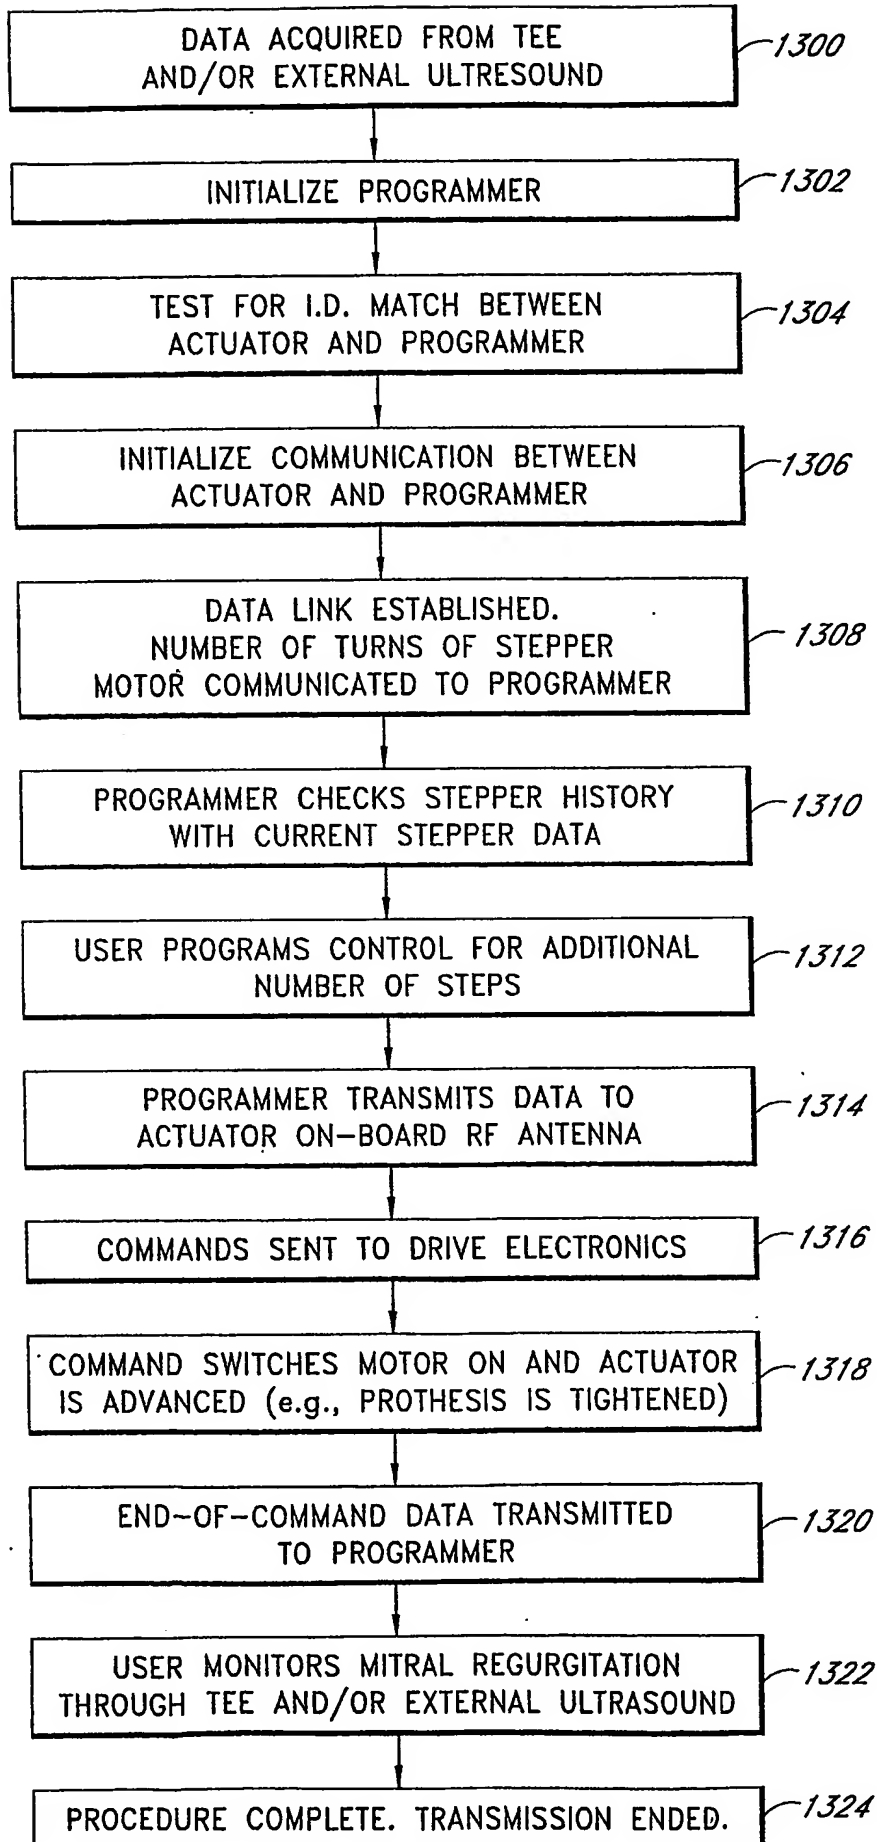 DATA ACQUIRED FROM TEE
AND/OR EXTERNAL ULTRESOUND
1300
INITIALIZE PROGRAMMER
1302
TEST FOR I.D. MATCH BETWEEN
ACTUATOR AND PROGRAMMER
1304
INITIALIZE COMMUNICATION BETWEEN
ACTUATOR AND PROGRAMMER
1306
DATA LINK ESTABLISHED.
NUMBER OF TURNS OF STEPPER
MOTOR COMMUNICATED TO PROGRAMMER
1308
PROGRAMMER CHECKS STEPPER HISTORY
WITH CURRENT STEPPER DATA
1310
USER PROGRAMS CONTROL FOR ADDITIONAL
NUMBER OF STEPS
1312
PROGRAMMER TRANSMITS DATA TO
ACTUATOR ON-BOARD RF ANTENNA
1314
COMMANDS SENT TO DRIVE ELECTRONICS
1316
COMMAND SWITCHES MOTOR ON AND ACTUATOR
IS ADVANCED (e.g., PROTHESIS IS TIGHTENED)
1318
END-OF-COMMAND DATA TRANSMITTED
TO PROGRAMMER
1320
USER MONITORS MITRAL REGURGITATION
THROUGH TEE AND/OR EXTERNAL ULTRASOUND
1322
PROCEDURE COMPLETE. TRANSMISSION ENDED.
1324